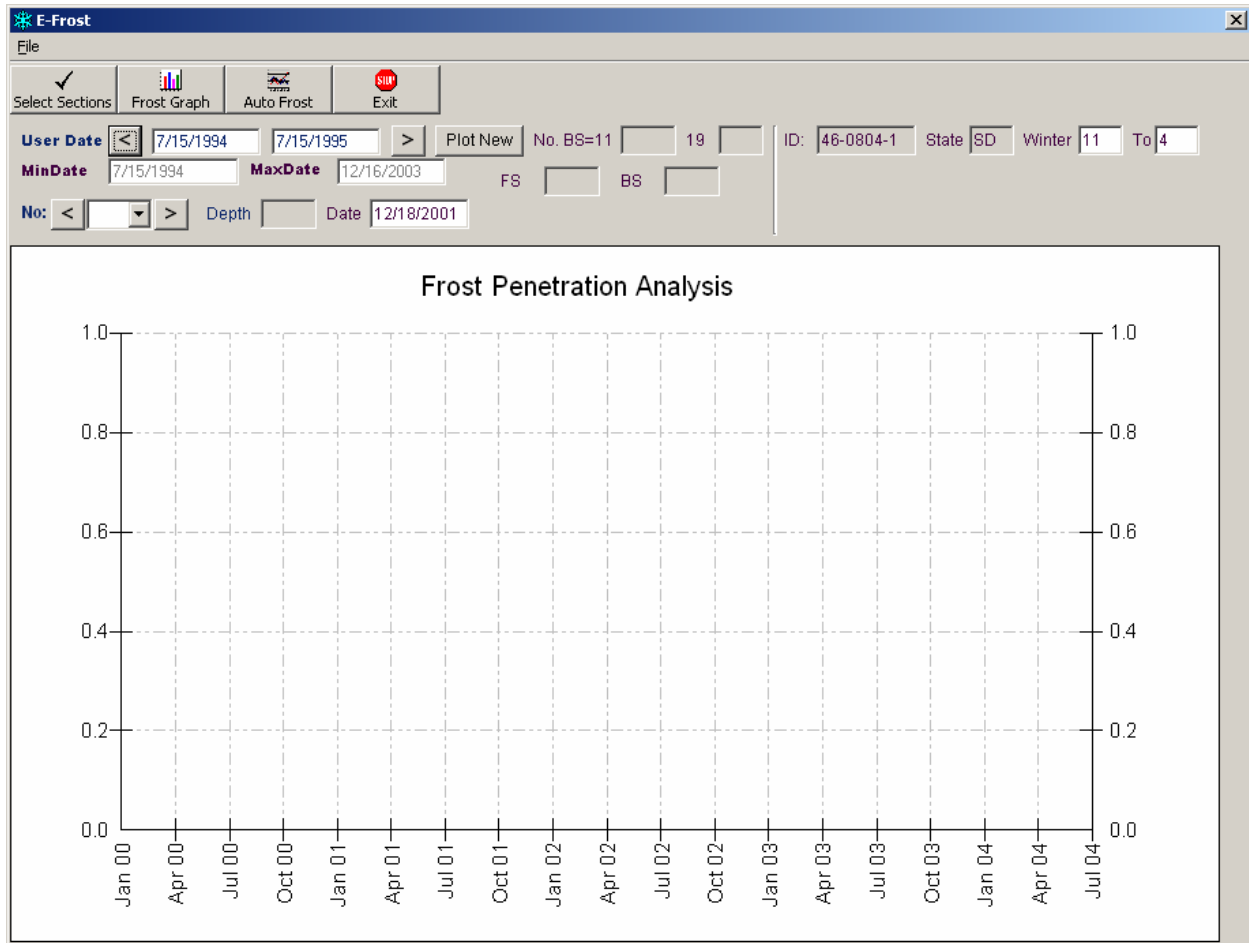 E-Frost
File
Select Sections Frost Graph Auto Frost Exit
User Date < 7/15/1994 7/15/1995 > Plot New No. BS=11 19 ID: 46-0804-1 State SD Winter 11 To 4
MinDate 7/15/1994 MaxDate 12/16/2003 FS BS
No: < > Depth Date 12/18/2001
Frost Penetration Analysis
1.0 1.0
0.8 0.8
0.6 0.6
0.4 0.4
0.2 0.2
0.0 0.0
Jan 00 Apr 00 Jul 00 Oct 00 Jan 01 Apr 01 Jul 01 Oct 01 Jan 02 Apr 02 Jul 02 Oct 02 Jan 03 Apr 03 Jul 03 Oct 03 Jan 04 Apr 04 Jul 04